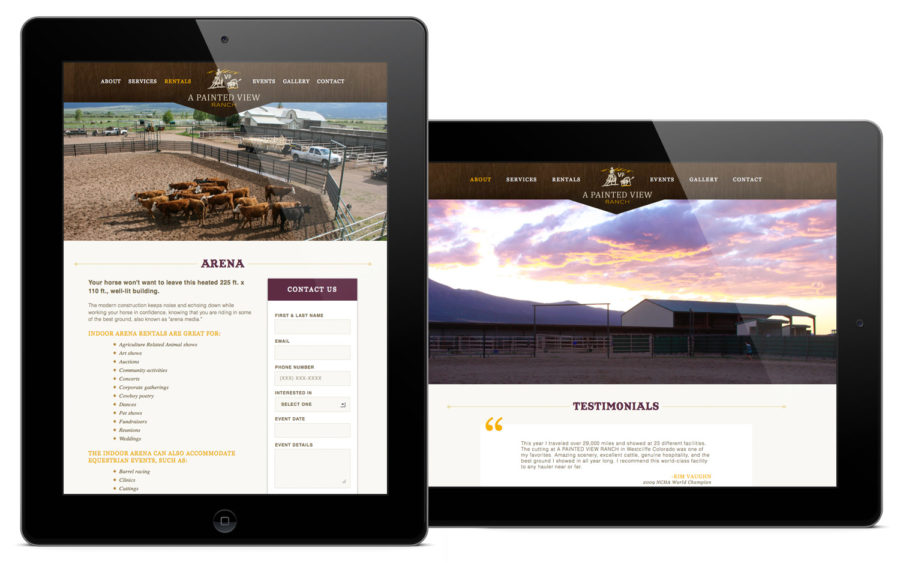 ABOUT SERVICES RENTALS EVENTS GALLERY CONTACT
VP
A PAINTED VIEW
RANCH
ARENA
Your horse won't want to leave this heated 225 ft. x
110 ft., well-lit building.
The modern construction keeps noise and echoing down while
working your horse in confidence, knowing that you are riding in some
of the best ground, also known as "arena media."
INDOOR ARENA RENTALS ARE GREAT FOR:
Agriculture Related Animal shows
Art shows
Auctions
Community activities
Concerts
Corporate gatherings
Cowboy poetry
Dances
Pet shows
Fundraisers
Reunions
Weddings
THE INDOOR ARENA CAN ALSO ACCOMMODATE
EQUESTRIAN EVENTS, SUCH AS:
Barrel racing
Clinics
Cuttings
CONTACT US
FIRST & LAST NAME
EMAIL
PHONE NUMBER
(XXX) XXX-XXXX
INTERESTED IN
SELECT ONE
EVENT DATE
EVENT DETAILS
ABOUT SERVICES RENTALS EVENTS GALLERY CONTACT
VP
A PAINTED VIEW
RANCH
TESTIMONIALS
“
This year I traveled over 29,000 miles and showed at 23 different facilities.
The cutting at A PAINTED VIEW RANCH in Westcliffe Colorado was one of
my favorites. Amazing scenery, excellent cattle, genuine hospitality, and the
best ground I showed in all year long. I recommend this world-class facility
to any hauler near or far.
-KIM VAUGHN
2009 NCHA World Champion